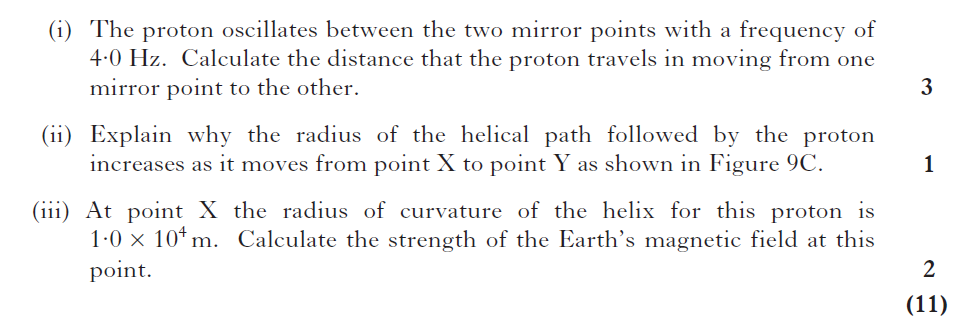 (i) The proton oscillates between the two mirror points with a frequency of
4·0 Hz. Calculate the distance that the proton travels in moving from one
mirror point to the other. 3
(ii) Explain why the radius of the helical path followed by the proton
increases as it moves from point X to point Y as shown in Figure 9C. 1
(iii) At point X the radius of curvature of the helix for this proton is
1·0 × 10⁴ m. Calculate the strength of the Earth's magnetic field at this
point. 2
(11)